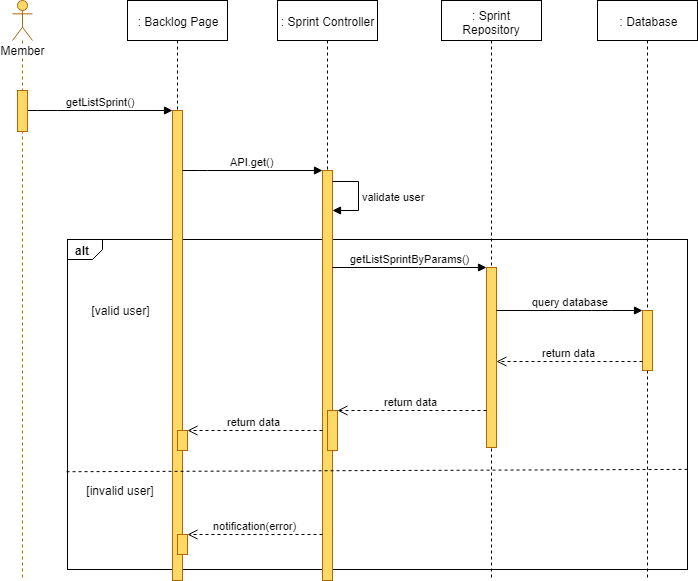 : Backlog Page
: Sprint Controller
: Sprint
Repository
: Database
Member
getListSprint()
API.get()
validate user
alt
getListSprintByParams()
[valid user]
query database
return data
return data
return data
[invalid user]
notification(error)